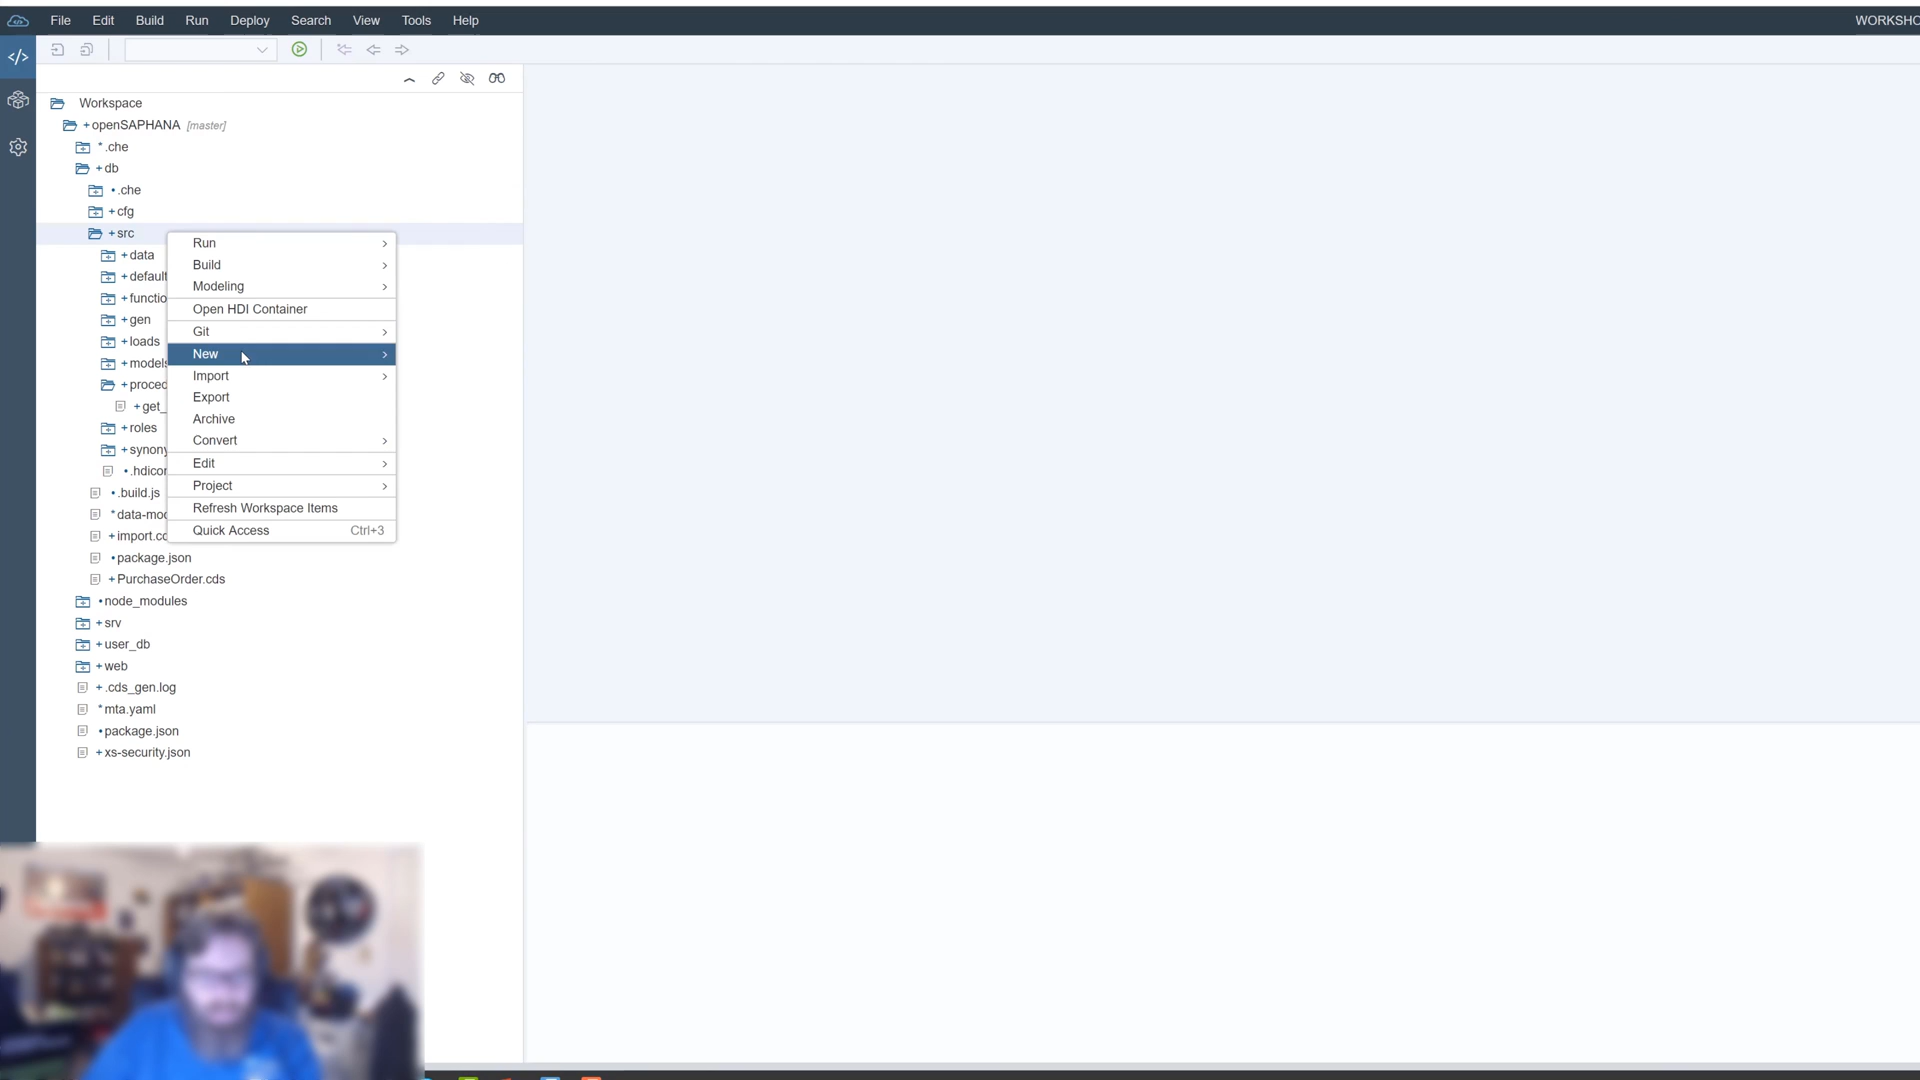 File Edit Build Run Deploy Search View Tools Help WORKSHO
Workspace
+openSAPHANA [master]
*.che
+db
•.che
+cfg
+src
+data
+default
+functio
+gen
+loads
+models
+proced
+get_
+roles
+synony
•.hdicon
•.build.js
*data-mod
+import.cd
•package.json
+PurchaseOrder.cds
•node_modules
+srv
+user_db
+web
+.cds_gen.log
*mta.yaml
•package.json
+xs-security.json
Run
Build
Modeling
Open HDI Container
Git
New
Import
Export
Archive
Convert
Edit
Project
Refresh Workspace Items
Quick Access Ctrl+3